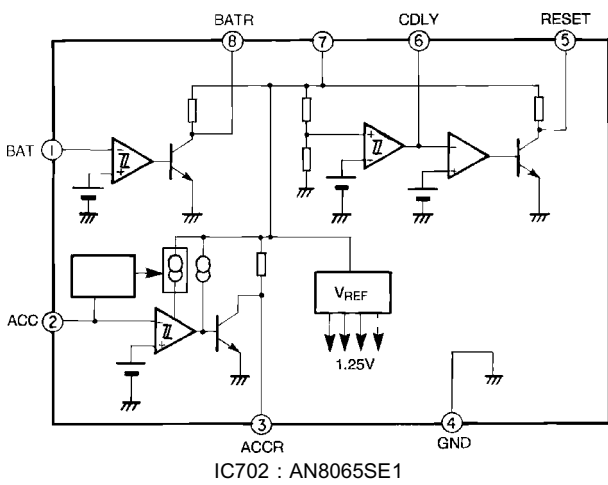 BATR CDLY RESET
8 7 6 5
BAT 1
- +
+ -
- +
ACC 2
- +
VREF
1.25V
3 4
ACCR GND
IC702 : AN8065SE1